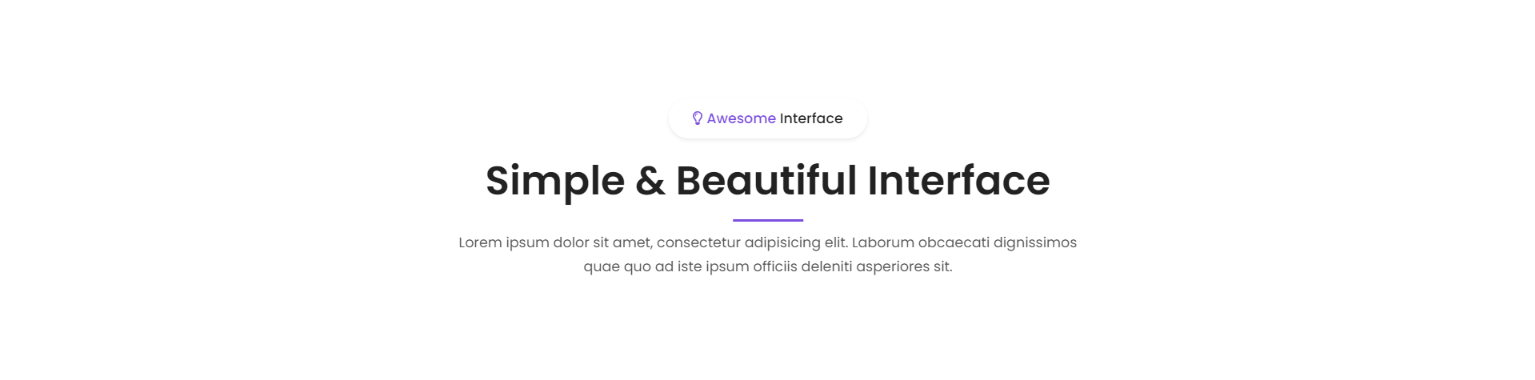 Awesome Interface
Simple & Beautiful Interface
Lorem ipsum dolor sit amet, consectetur adipisicing elit. Laborum obcaecati dignissimos
quae quo ad iste ipsum officiis deleniti asperiores sit.